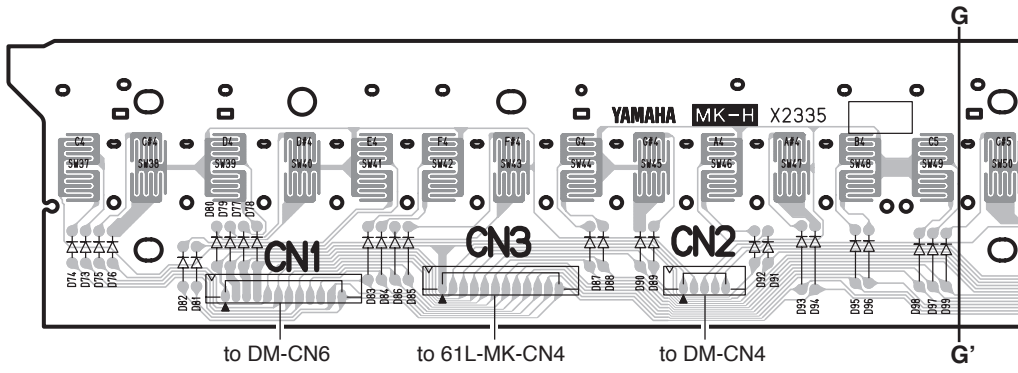 G
YAMAHA MK-H X2335
C4 C#4 D4 D#4 E4 F4 F#4 G4 G#4 A4 A#4 B4 C5 C#5
SW37 SW38 SW39 SW40 SW41 SW42 SW43 SW44 SW45 SW46 SW47 SW48 SW49 SW50
D80 D79 D77 D78
CN1 CN3 CN2
D74 D73 D75 D76 D82 D81 D83 D84 D86 D85 D87 D88 D90 D89 D92 D91 D93 D94 D95 D96 D98 D97 D99
to DM-CN6 to 61L-MK-CN4 to DM-CN4
G’